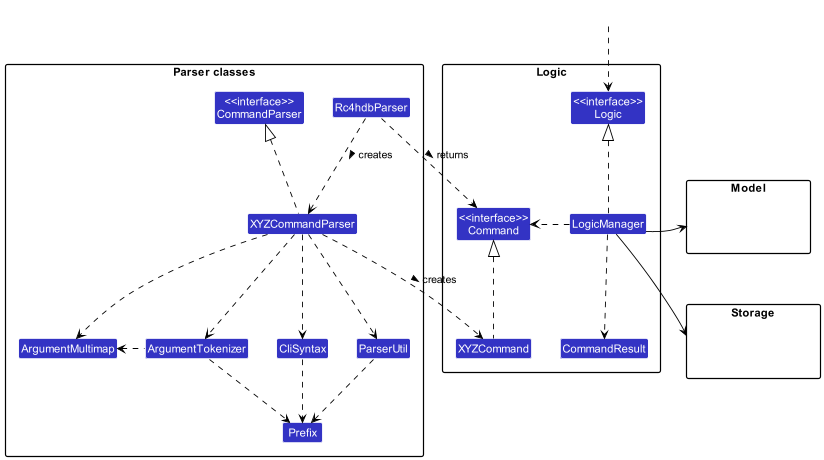 Parser classes
Logic
<<interface>>
CommandParser
Rc4hdbParser
<<interface>>
Logic
creates
returns
Model
XYZCommandParser
<<interface>>
Command
LogicManager
creates
Storage
ArgumentMultimap
ArgumentTokenizer
CliSyntax
ParserUtil
XYZCommand
CommandResult
Prefix